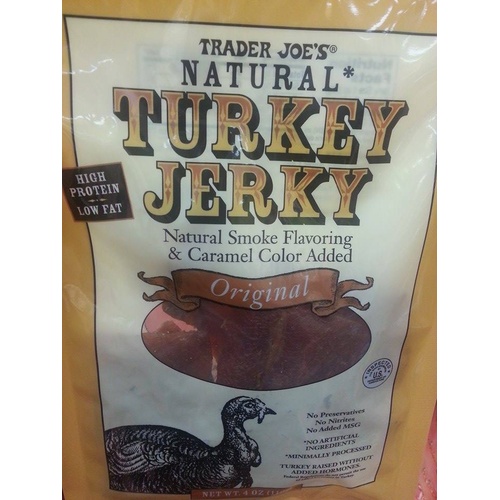 TRADER JOE'S®
NATURAL*
TURKEY
JERKY
HIGH
PROTEIN
LOW FAT
Natural Smoke Flavoring
& Caramel Color Added
Original
INSPECTED
U.S.
No Preservatives
No Nitrites
No Added MSG
*NO ARTIFICIAL
INGREDIENTS
*MINIMALLY PROCESSED
TURKEY RAISED WITHOUT
ADDED HORMONES.
NET WT. 4 OZ